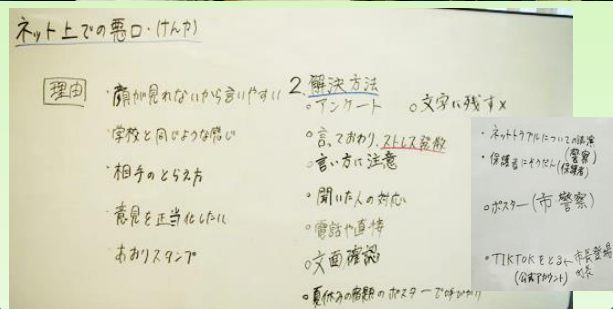 ネット上での悪口・けんか
理由
・顔が見れないから言いやすい
・学校と同じような感じ
・相手のとらえ方
・意見を正当化したい
・あおりスタンプ
2.解決方法
○アンケート ○文字に残す×
○言っておわり、ストレス発散
○言い方に注意
○聞いた人の対応
○電話や直接
○文面確認
○夏休みの宿題のポスターで呼びかけ
・ネットトラブルについての講演
(警察)
・保護者にそうだん(保護者)
○ポスター(市 警察)
○TIKTOKをとる← 市長登場
(公式アカウント)